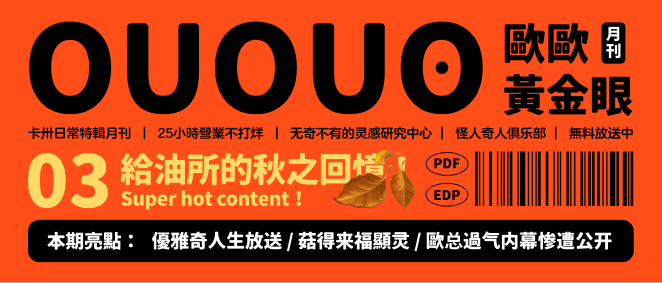 OUOUO
歐歐
月刊
黃金眼
卡卅日常特輯月刊 | 25小時營業不打烊 | 无奇不有的灵感研究中心 | 怪人奇人俱乐部 | 無料放送中
03
給油所的秋之回憶!
Super hot content!
PDF
EDP
本期亮點: 優雅奇人生放送 / 菇得来福顯灵 / 歐总過气内幕惨遭公开